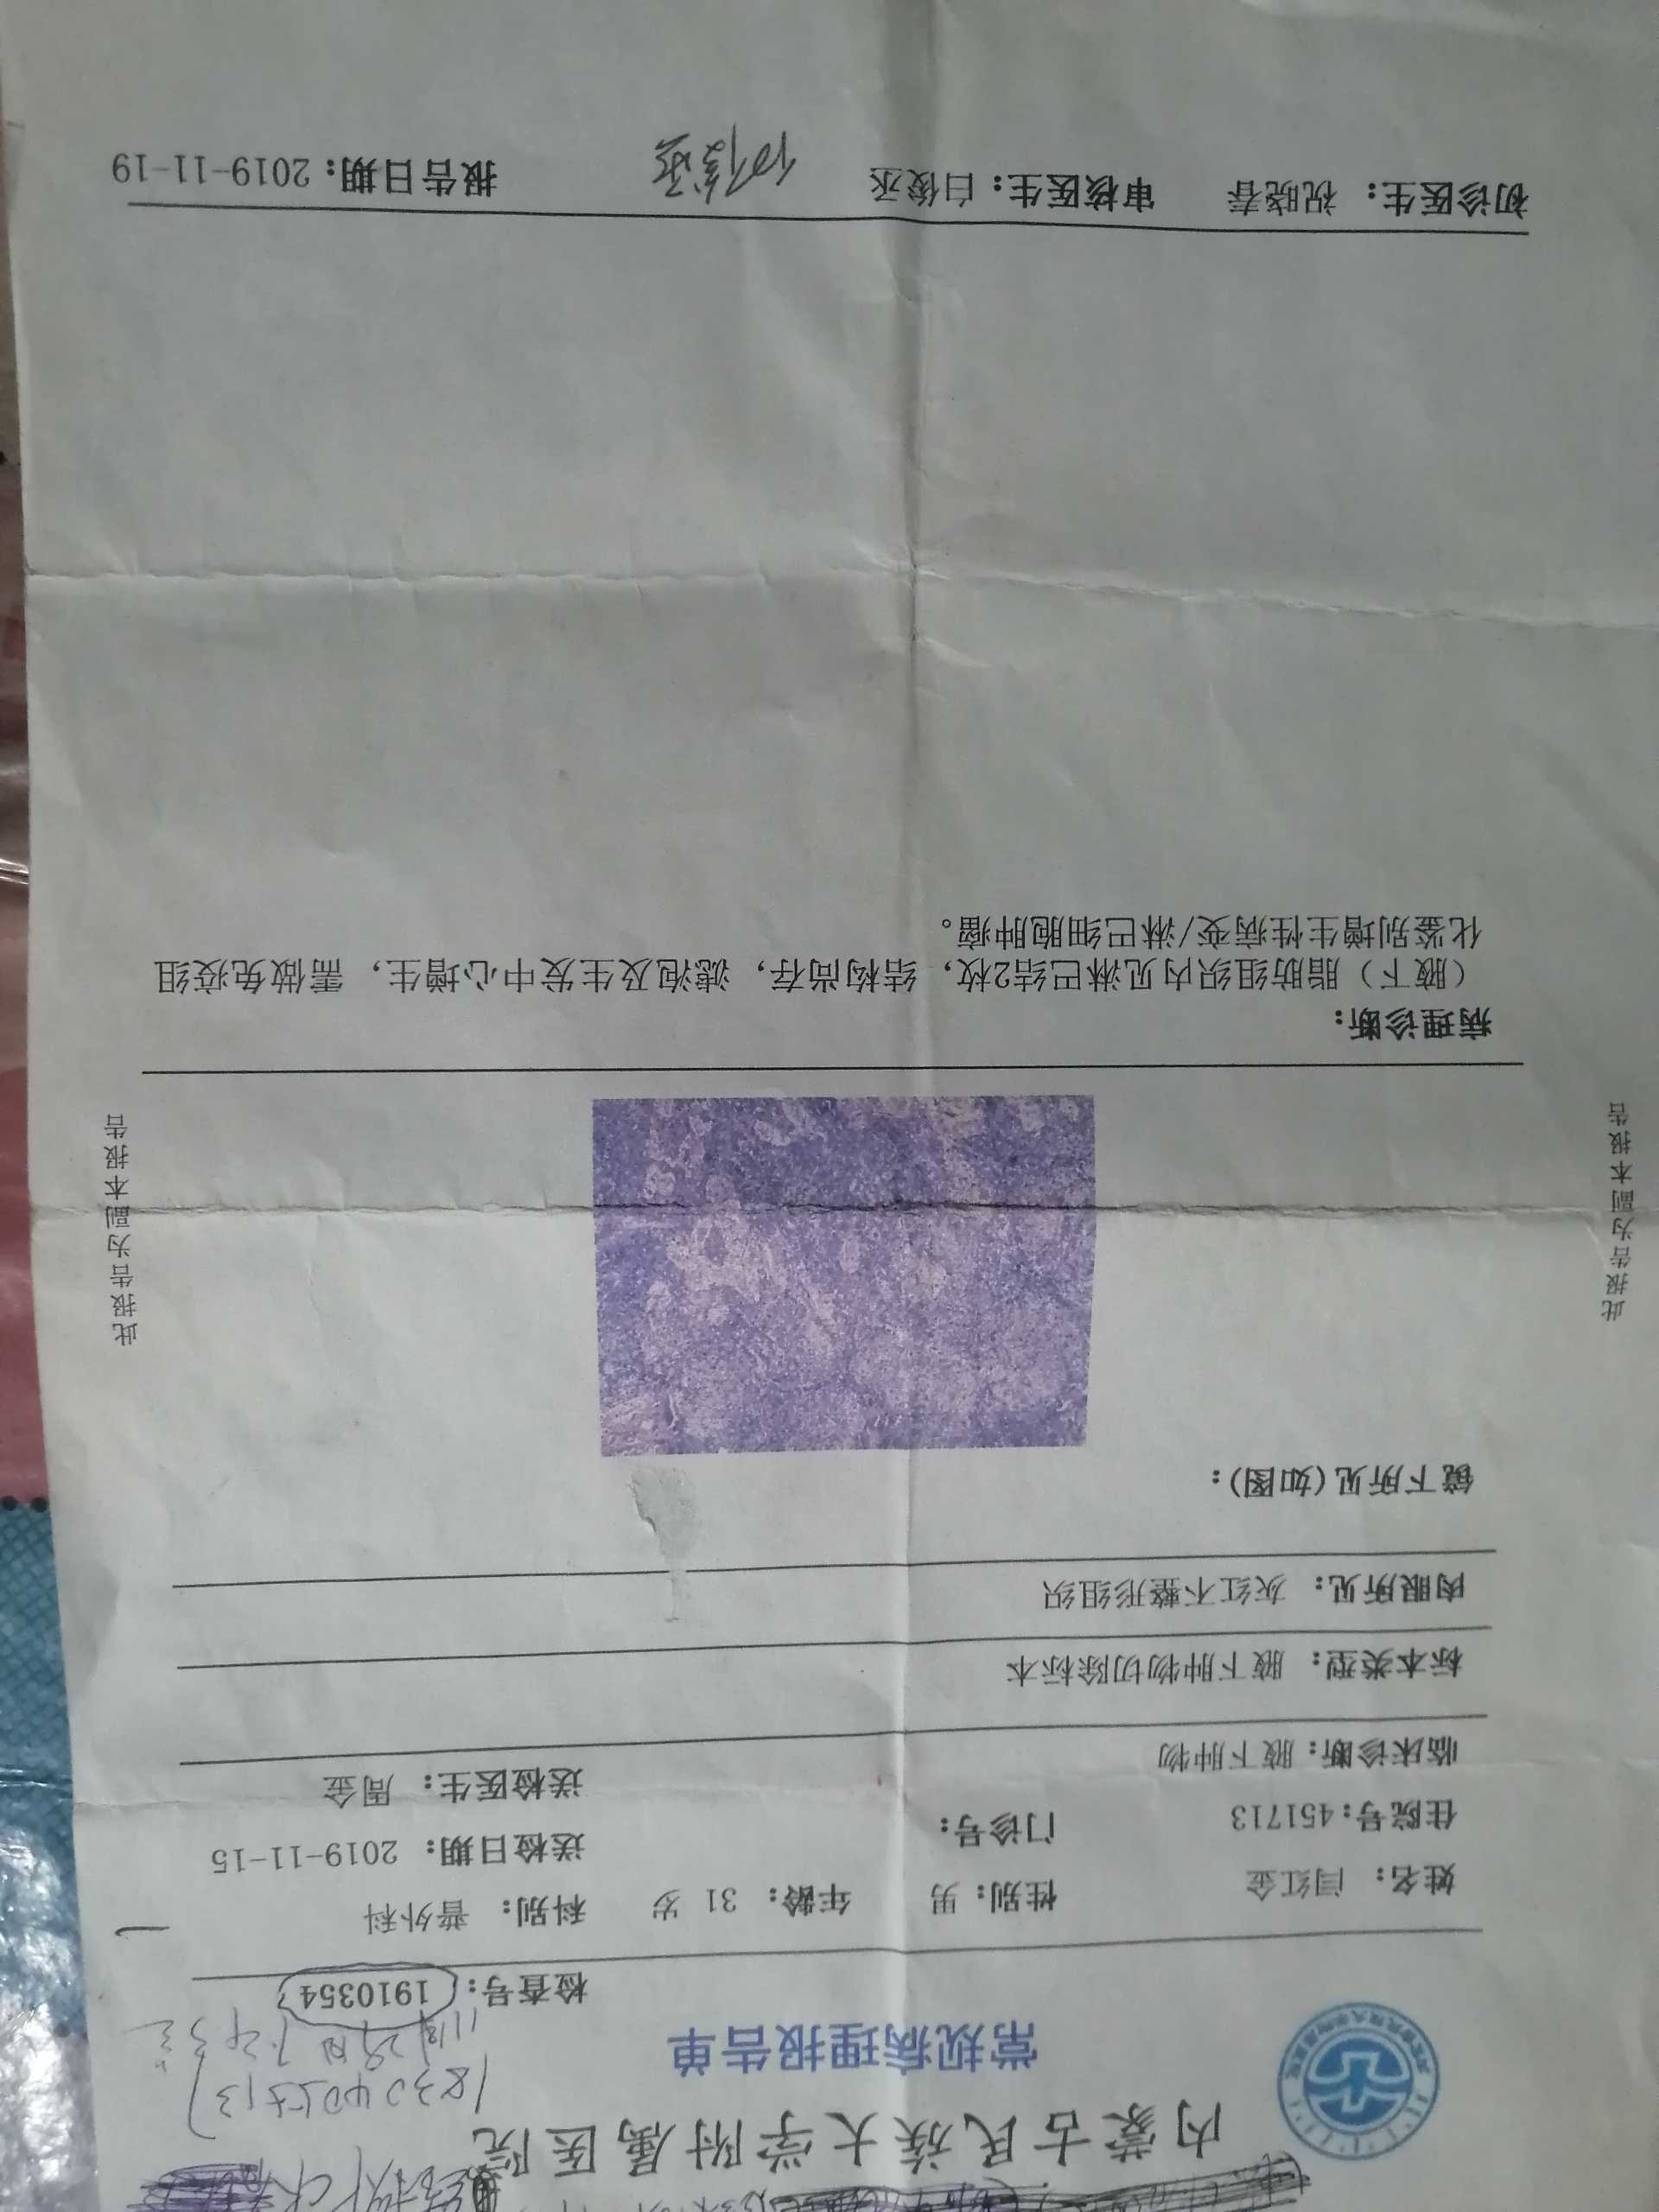 内蒙古民族大学附属医院
常规病理报告单
检查号： 1910354
姓名： 闫红金 性别： 男 年龄： 31 岁 科别： 普外科
住院号：451713 门诊号： 送检日期： 2019-11-15
临床诊断：腋下肿物 送检医生： 周金
标本类型： 腋下肿物切除标本
肉眼所见： 灰红不整形组织
镜下所见(如图)：
此报告为副本报告
此报告为副本报告
病理诊断：
（腋下）脂肪组织内见淋巴结2枚，结构尚存，滤泡及生发中心增生，需做免疫组
化鉴别增生性病变/淋巴细胞肿瘤。
初诊医生： 祝晓春 审核医生：白俊丞 报告日期：2019-11-19